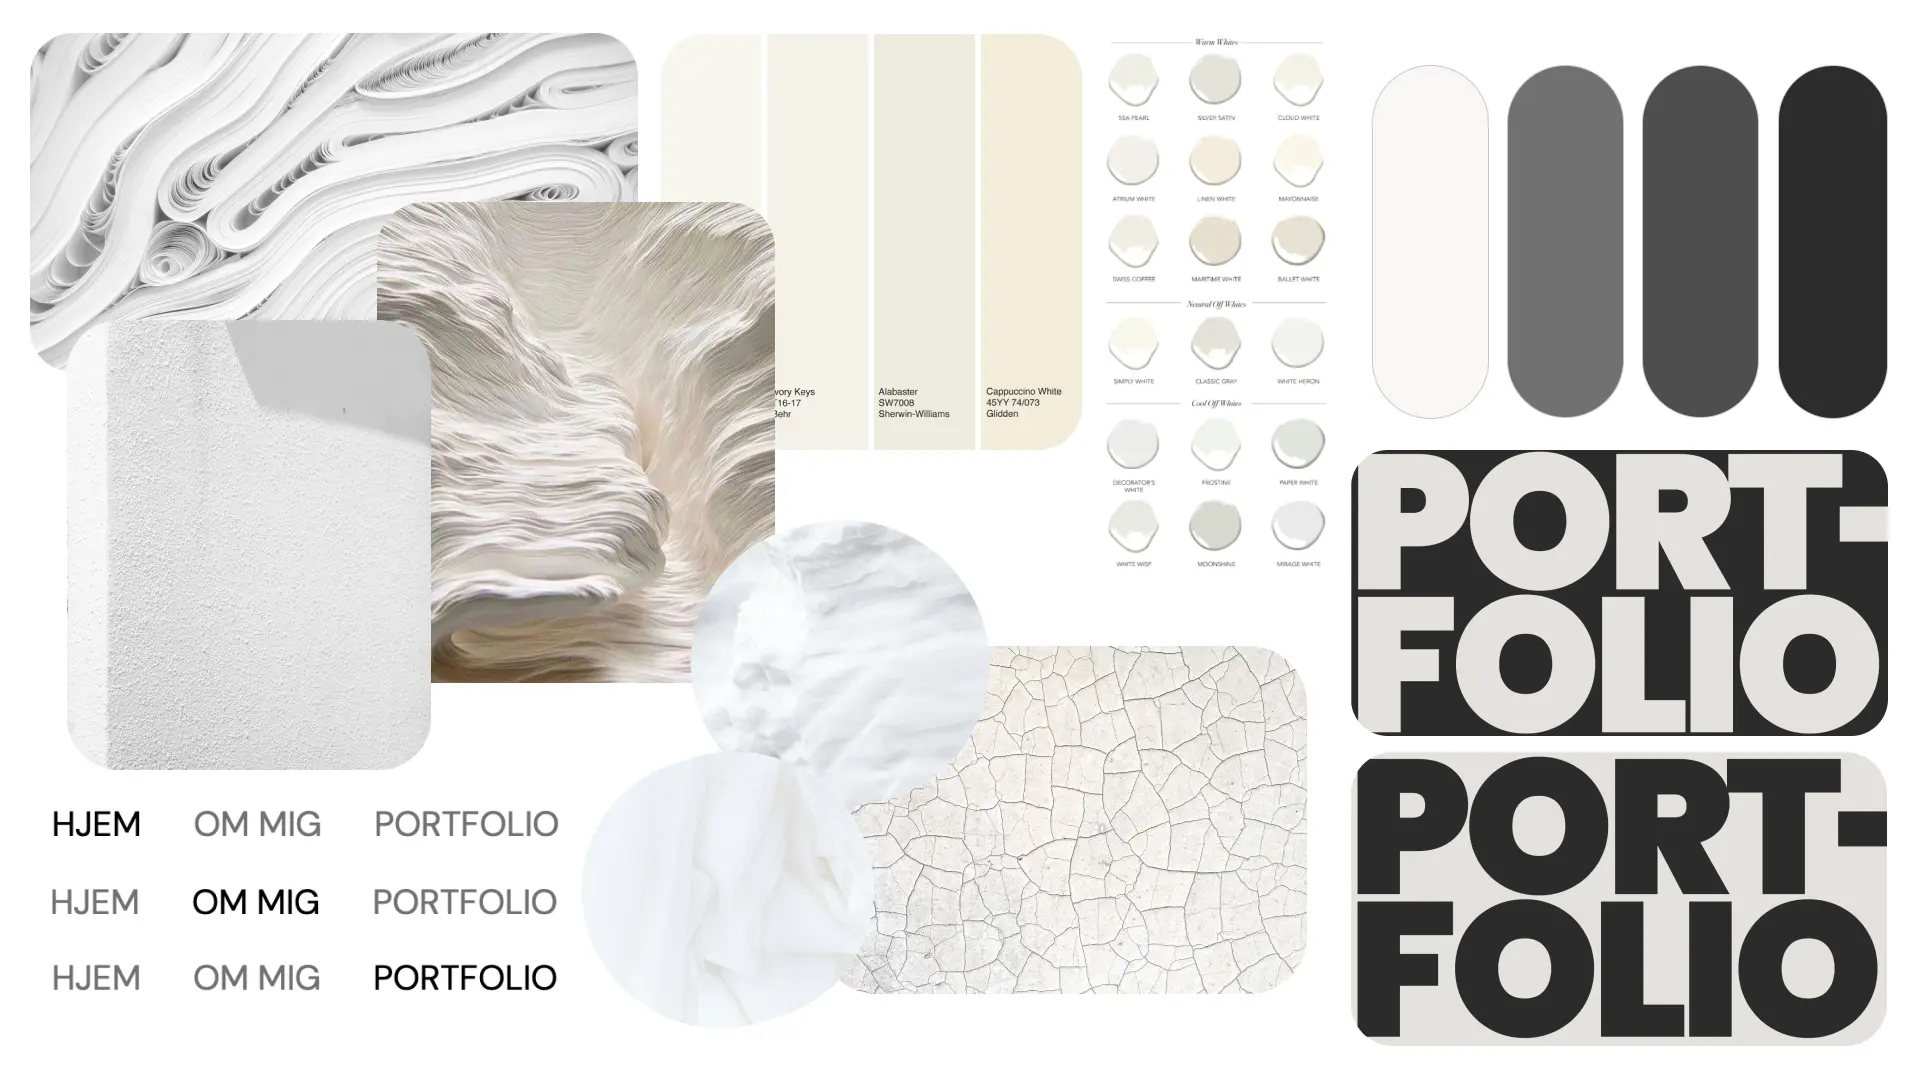 Ivory Keys
Y16-17
Behr
Alabaster
SW7008
Sherwin-Williams
Cappuccino White
45YY 74/073
Glidden
Warm Whites
SEA PEARL
SILVER SATIN
CLOUD WHITE
ATRIUM WHITE
LINEN WHITE
MAYONNAISE
SWISS COFFEE
MARITIME WHITE
BALLET WHITE
Neutral Off Whites
SIMPLY WHITE
CLASSIC GRAY
WHITE HERON
Cool Off Whites
DECORATOR'S
WHITE
FROSTINE
PAPER WHITE
WHITE WISP
MOONSHINE
MIRAGE WHITE
PORT-
FOLIO
PORT-
FOLIO
HJEM OM MIG PORTFOLIO
HJEM OM MIG PORTFOLIO
HJEM OM MIG PORTFOLIO